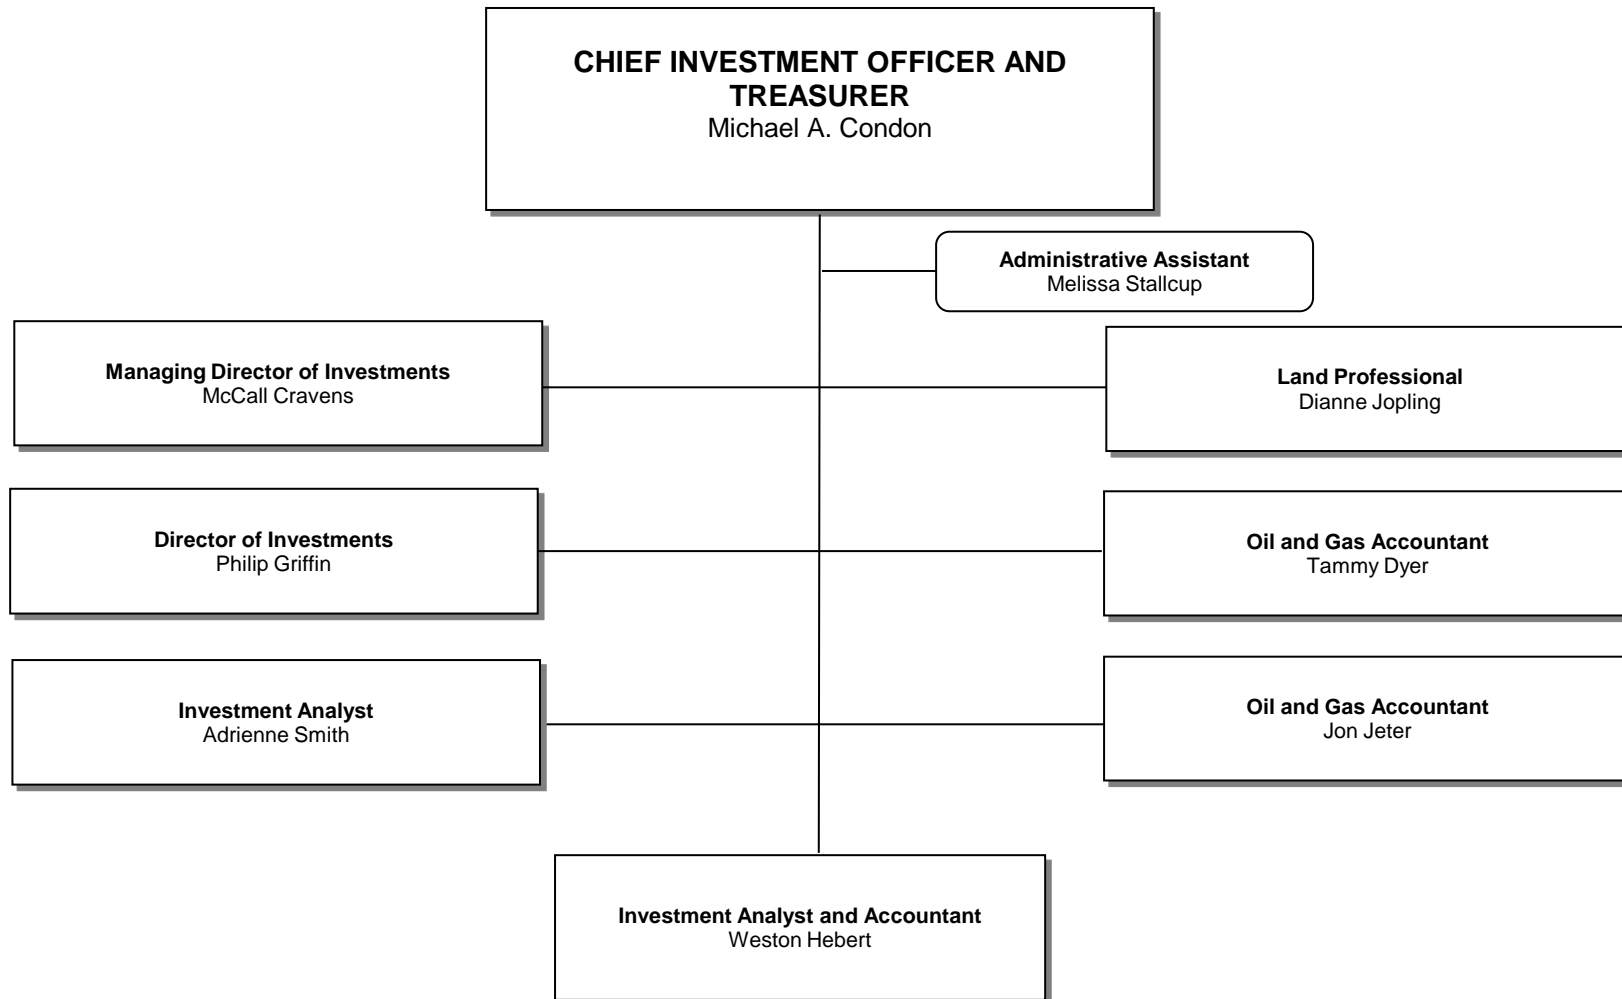 CHIEF INVESTMENT OFFICER AND
TREASURER
Michael A. Condon
Administrative Assistant
Melissa Stallcup
Managing Director of Investments
McCall Cravens
Land Professional
Dianne Jopling
Director of Investments
Philip Griffin
Oil and Gas Accountant
Tammy Dyer
Investment Analyst
Adrienne Smith
Oil and Gas Accountant
Jon Jeter
Investment Analyst and Accountant
Weston Hebert